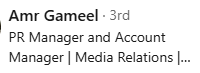 Amr Gameel · 3rd
PR Manager and Account
Manager | Media Relations |...